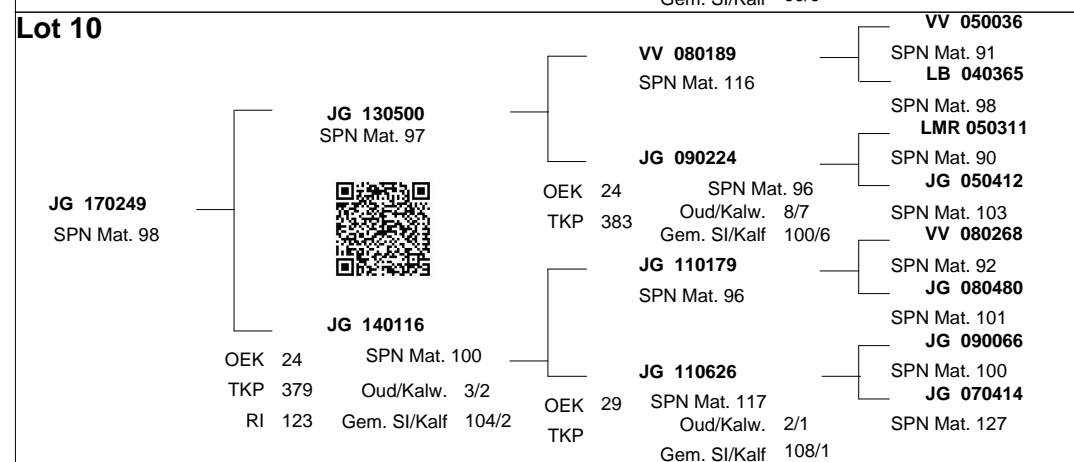 Lot 10
VV 050036
VV 080189
SPN Mat. 91
SPN Mat. 116
LB 040365
JG 130500
SPN Mat. 98
SPN Mat. 97
LMR 050311
JG 090224
SPN Mat. 90
OEK 24 SPN Mat. 96
JG 050412
JG 170249
TKP 383 Oud/Kalw. 8/7
SPN Mat. 103
SPN Mat. 98
Gem. SI/Kalf 100/6
VV 080268
JG 110179
SPN Mat. 92
SPN Mat. 96
JG 080480
JG 140116
SPN Mat. 101
OEK 24 SPN Mat. 100
JG 090066
JG 110626
SPN Mat. 100
TKP 379 Oud/Kalw. 3/2
OEK 29 SPN Mat. 117
JG 070414
RI 123 Gem. SI/Kalf 104/2
TKP Oud/Kalw. 2/1
SPN Mat. 127
Gem. SI/Kalf 108/1